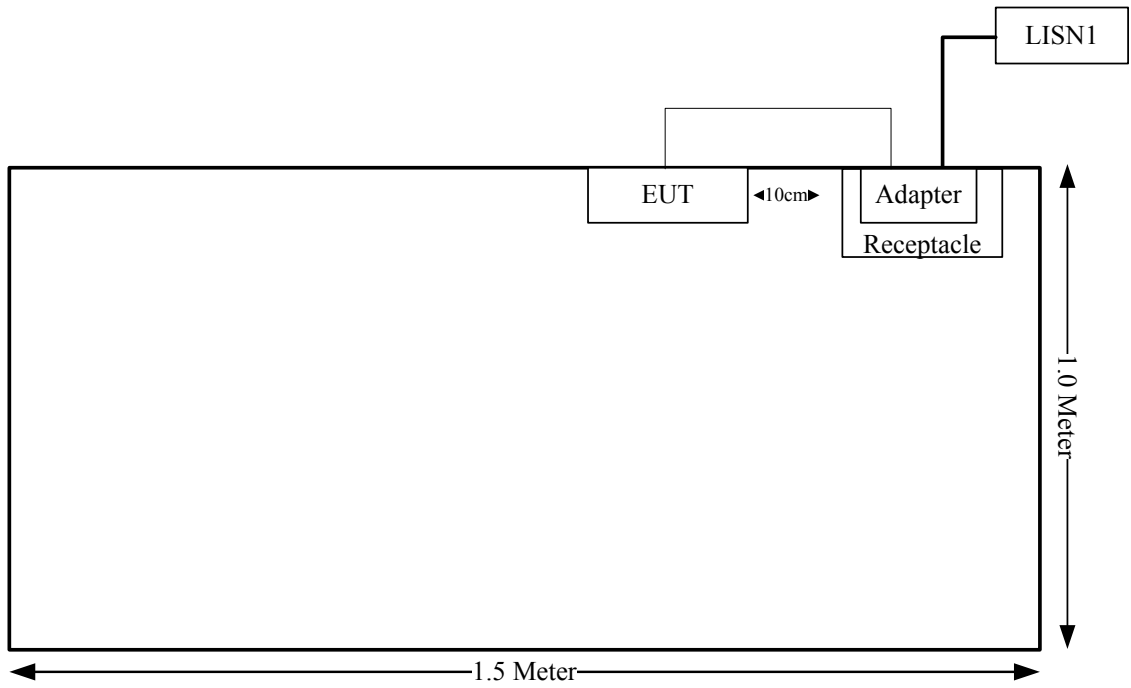 LISN1
EUT
10cm
Adapter
Receptacle
1.0 Meter
1.5 Meter